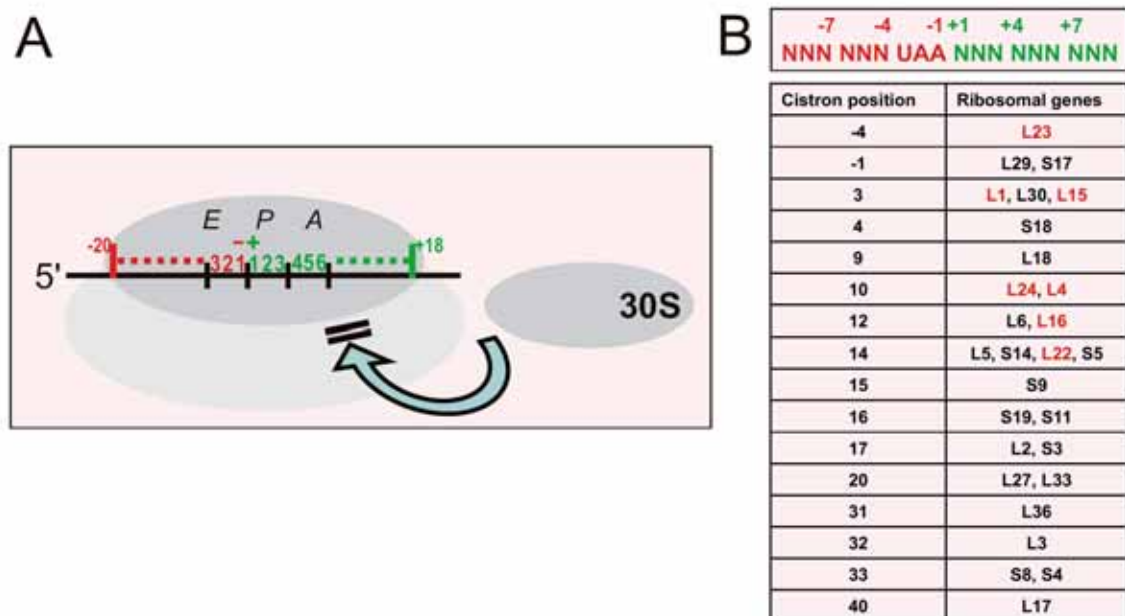 A
E P A
- +
-20 +18
321 123 456
5'
30S
B
-7 -4 -1 +1 +4 +7
NNN NNN UAA NNN NNN NNN
Cistron position Ribosomal genes
-4 L23
-1 L29, S17
3 L1, L30, L15
4 S18
9 L18
10 L24, L4
12 L6, L16
14 L5, S14, L22, S5
15 S9
16 S19, S11
17 L2, S3
20 L27, L33
31 L36
32 L3
33 S8, S4
40 L17